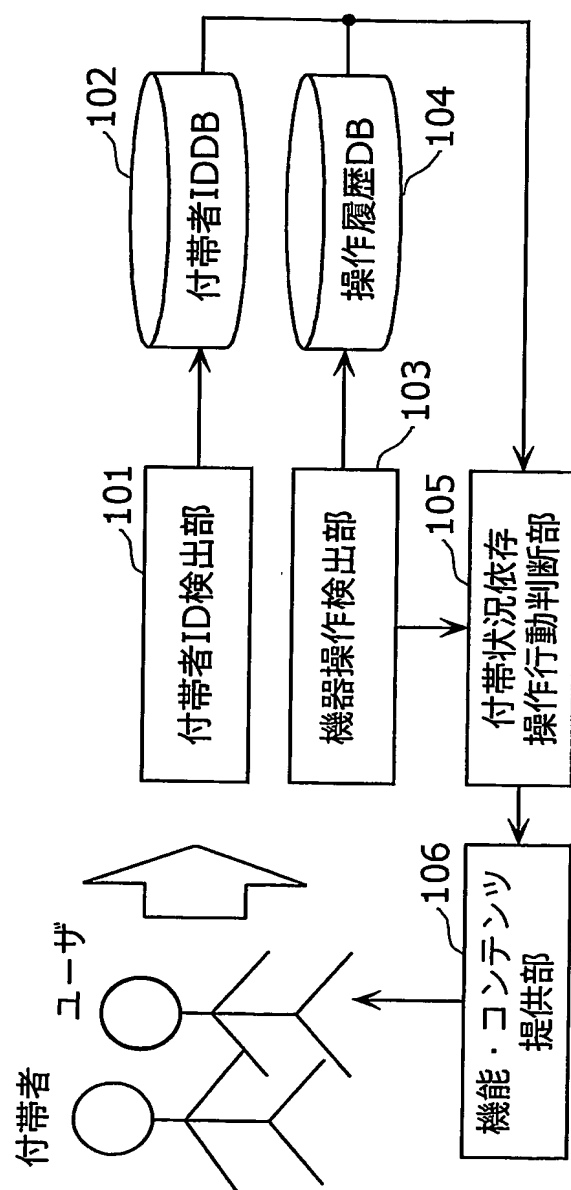 付帯者
ユーザ
101
付帯者ID検出部
102
付帯者IDDB
機器操作検出部
103
操作履歴DB
104
106
機能・コンテンツ
提供部
105
付帯状況依存
操作行動判断部